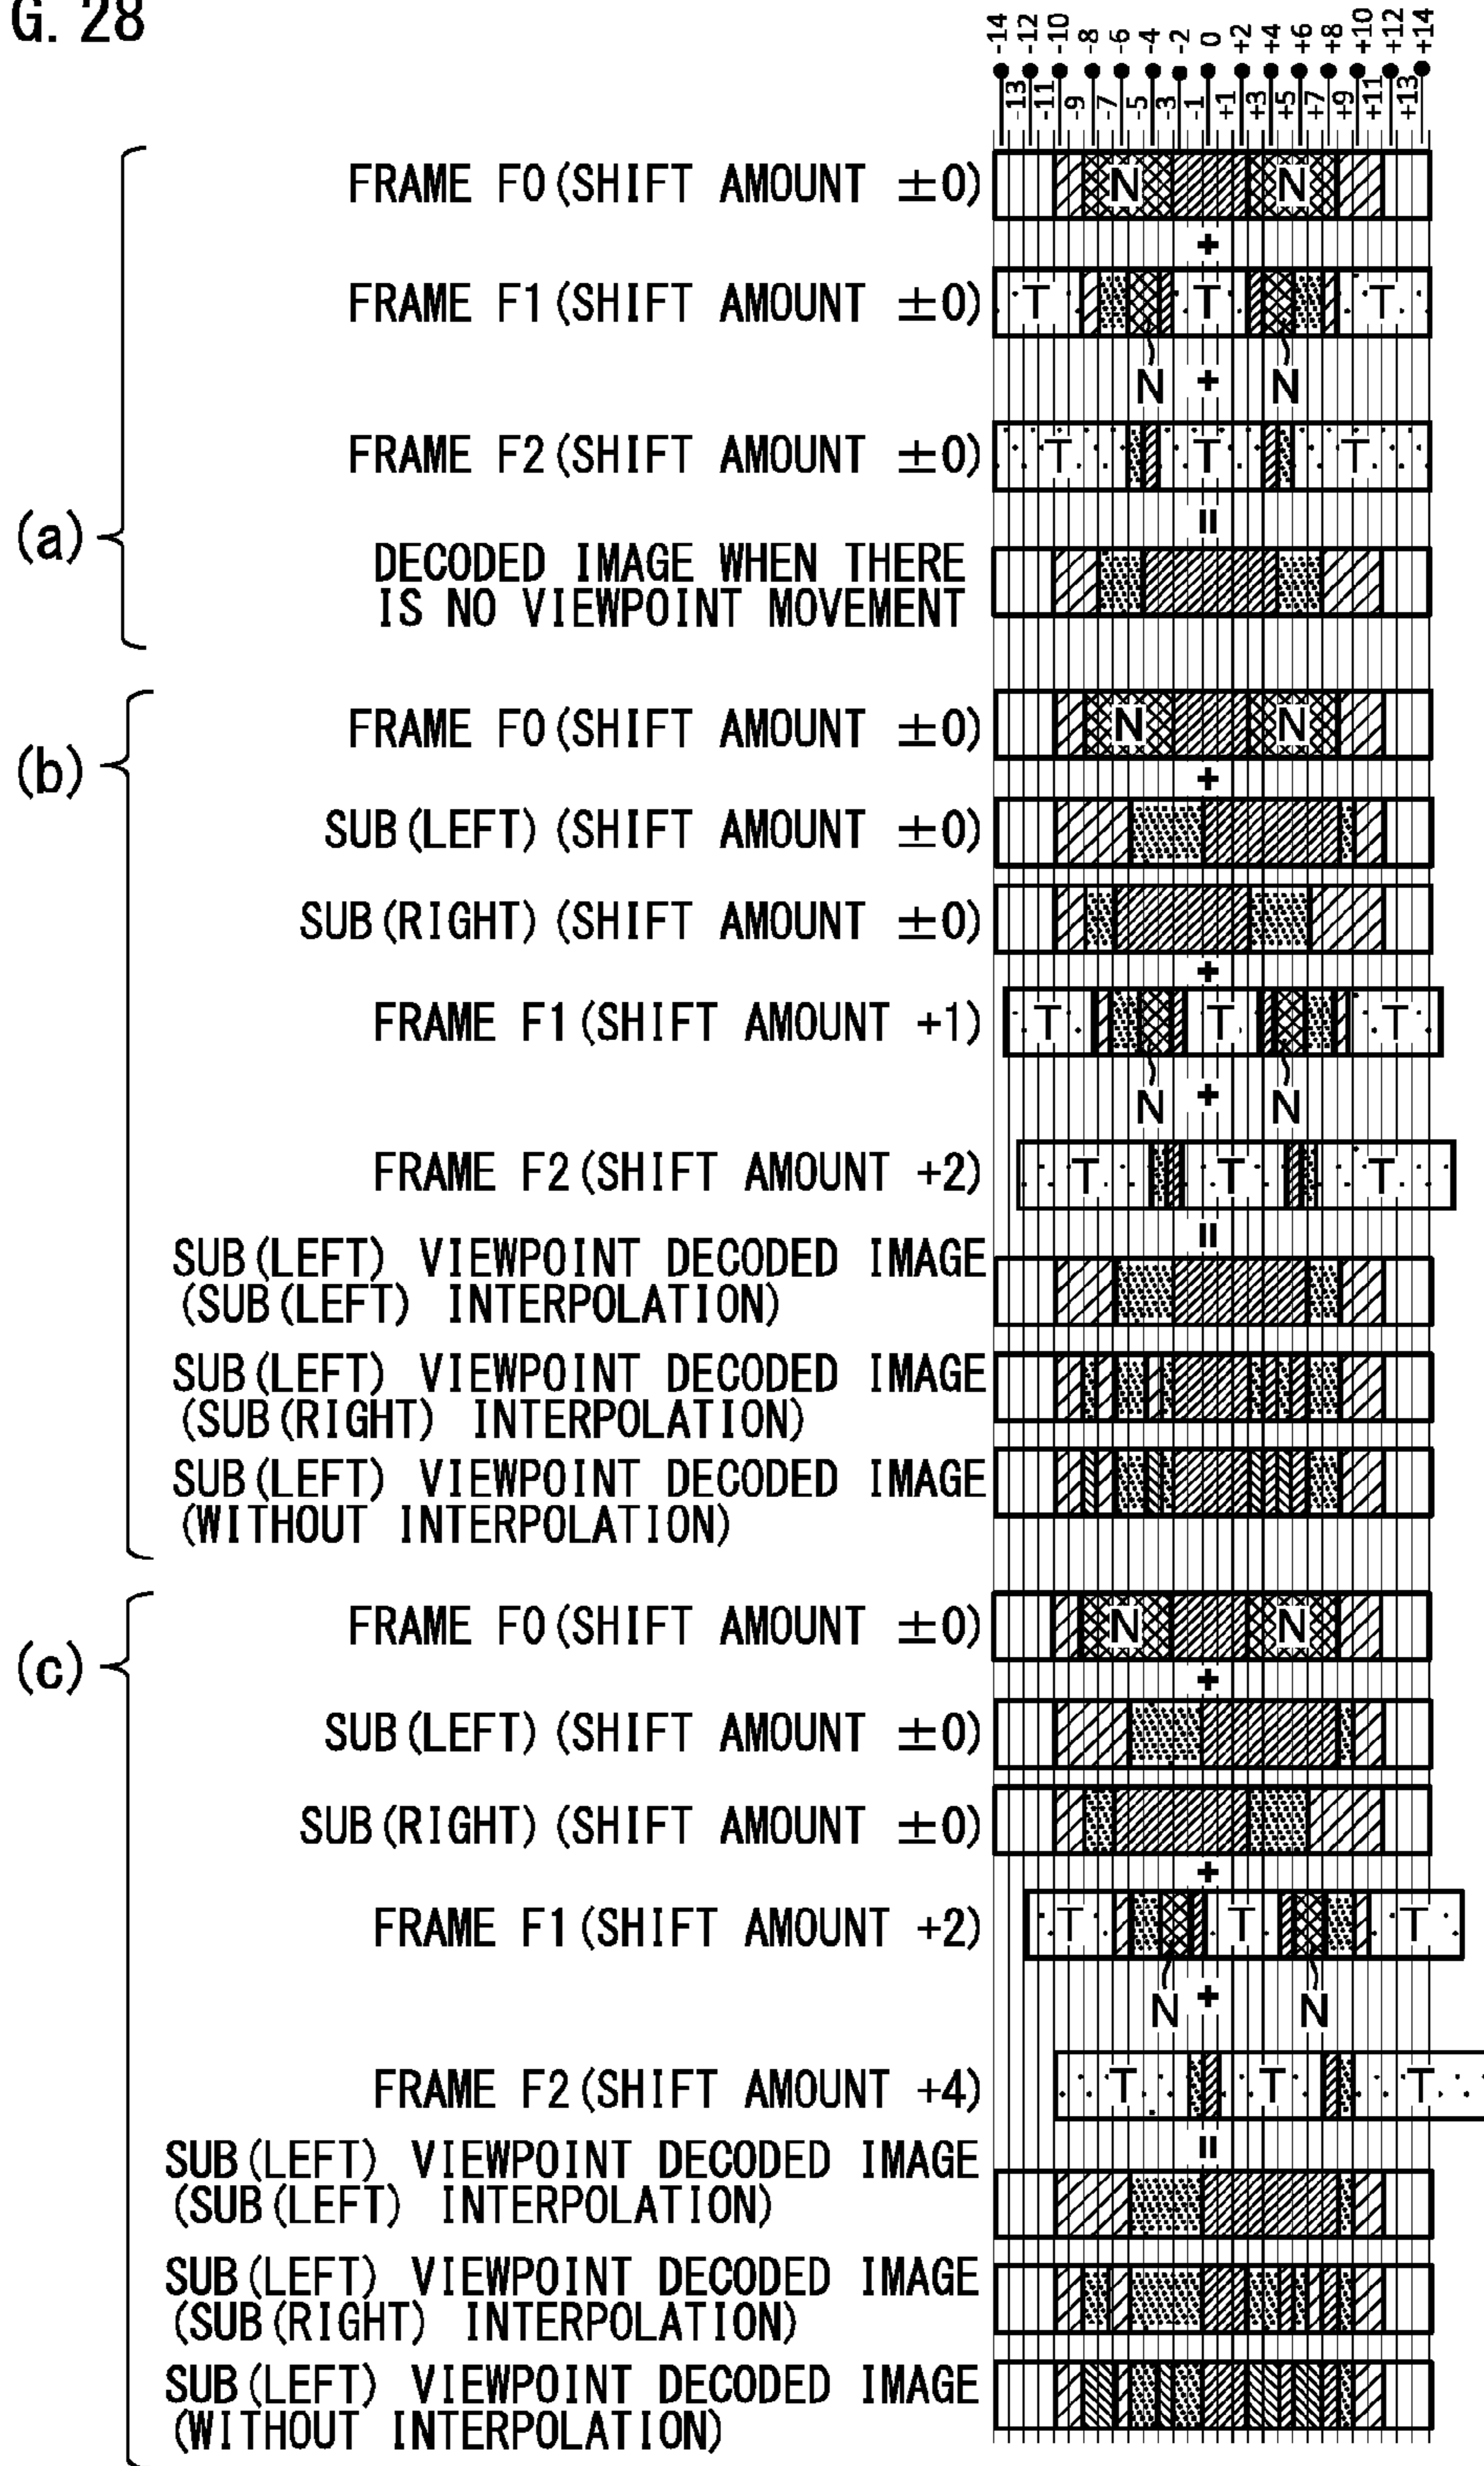 G. 28
-14 -12 -10 -8 -6 -4 -2 0 +2 +4 +6 +8 +10 +12 +14
-13 -11 -9 -7 -5 -3 -1 +1 +3 +5 +7 +9 +11 +13
(a)
FRAME F0(SHIFT AMOUNT ±0)
N N
+
FRAME F1(SHIFT AMOUNT ±0)
T T T
N + N
FRAME F2(SHIFT AMOUNT ±0)
T T T
=
DECODED IMAGE WHEN THERE
IS NO VIEWPOINT MOVEMENT
(b)
FRAME F0(SHIFT AMOUNT ±0)
N N
+
SUB(LEFT)(SHIFT AMOUNT ±0)
SUB(RIGHT)(SHIFT AMOUNT ±0)
+
FRAME F1(SHIFT AMOUNT +1)
T T T
N + N
FRAME F2(SHIFT AMOUNT +2)
T T T
=
SUB(LEFT) VIEWPOINT DECODED IMAGE
(SUB(LEFT) INTERPOLATION)
SUB(LEFT) VIEWPOINT DECODED IMAGE
(SUB(RIGHT) INTERPOLATION)
SUB(LEFT) VIEWPOINT DECODED IMAGE
(WITHOUT INTERPOLATION)
(c)
FRAME F0(SHIFT AMOUNT ±0)
N N
+
SUB(LEFT)(SHIFT AMOUNT ±0)
SUB(RIGHT)(SHIFT AMOUNT ±0)
+
FRAME F1(SHIFT AMOUNT +2)
T T T
N + N
FRAME F2(SHIFT AMOUNT +4)
T T T
=
SUB(LEFT) VIEWPOINT DECODED IMAGE
(SUB(LEFT) INTERPOLATION)
SUB(LEFT) VIEWPOINT DECODED IMAGE
(SUB(RIGHT) INTERPOLATION)
SUB(LEFT) VIEWPOINT DECODED IMAGE
(WITHOUT INTERPOLATION)